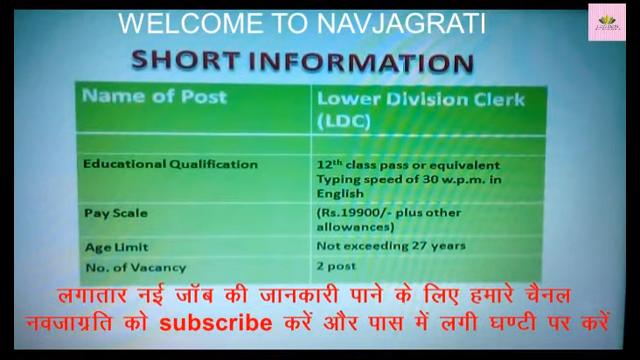 WELCOME TO NAVJAGRATI
SHORT INFORMATION
Name of Post
Lower Division Clerk
(LDC)
Educational Qualification
12th class pass or equivalent
Typing speed of 30 w.p.m. in
English
Pay Scale
(Rs.19900/- plus other
allowances)
Age Limit
Not exceeding 27 years
No. of Vacancy
2 post
लगातार नई जॉब की जानकारी पाने के लिए हमारे चैनल
नवजाग्रति को subscribe करें और पास में लगी घण्टी पर करें